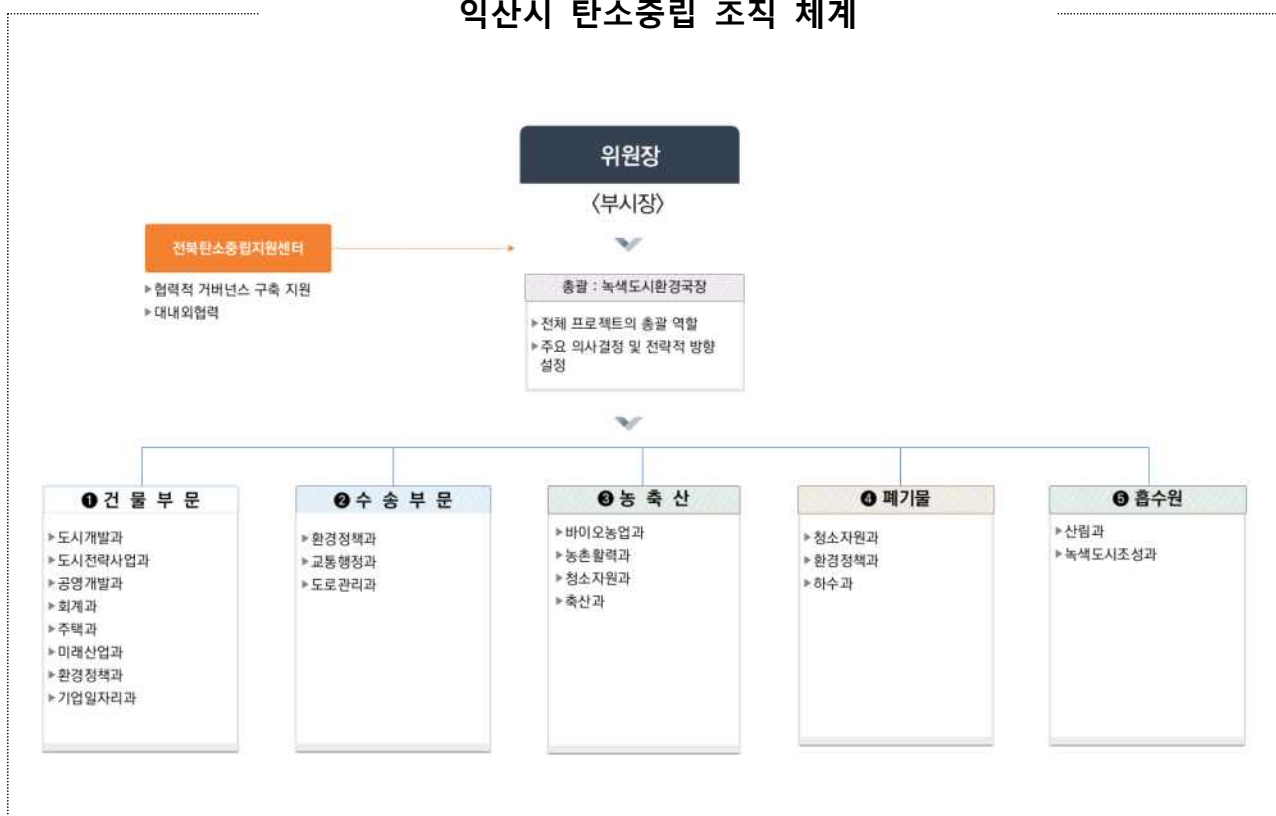 익산시 탄소중립 조직 체계
위원장
〈부시장〉
전북탄소중립지원센터
▶협력적 거버넌스 구축 지원
▶대내외협력
총괄 : 녹색도시환경국장
▶전체 프로젝트의 총괄 역할
▶주요 의사결정 및 전략적 방향
설정
❶ 건 물 부 문
▶도시개발과
▶도시전략사업과
▶공영개발과
▶회계과
▶주택과
▶미래산업과
▶환경정책과
▶기업일자리과
❷ 수 송 부 문
▶환경정책과
▶교통행정과
▶도로관리과
❸ 농 축 산
▶바이오농업과
▶농촌활력과
▶청소자원과
▶축산과
❹ 폐기물
▶청소자원과
▶환경정책과
▶하수과
❺ 흡수원
▶산림과
▶녹색도시조성과